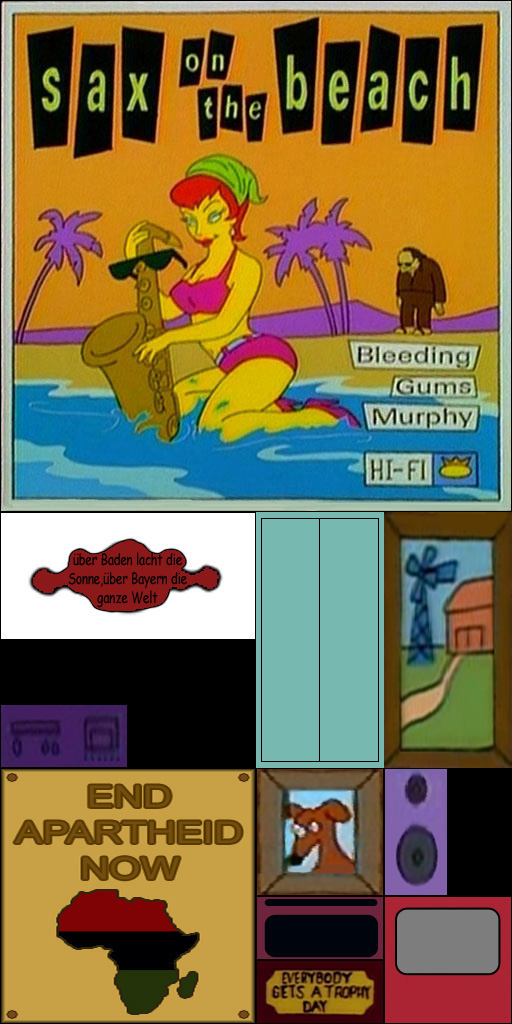 sax on the beach
Bleeding
Gums
Murphy
HI-FI
über Baden lacht die
Sonne,über Bayern die
ganze Welt
END
APARTHEID
NOW
EVERYBODY
GETS A TROPHY
DAY